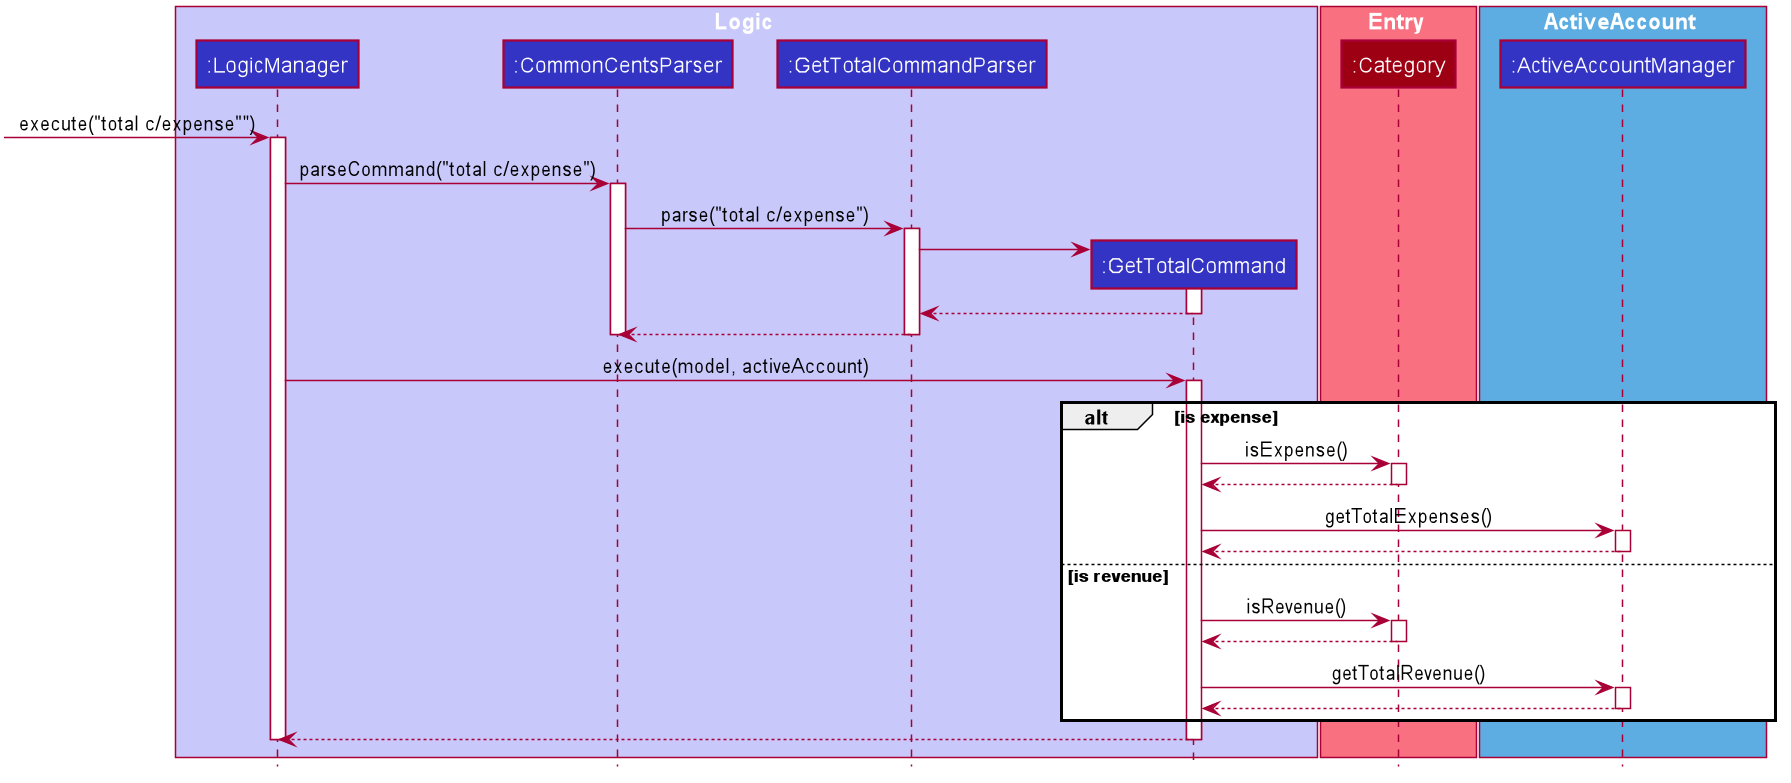 Logic
Entry
ActiveAccount
:LogicManager
:CommonCentsParser
:GetTotalCommandParser
:Category
:ActiveAccountManager
execute("total c/expense"")
parseCommand("total c/expense")
parse("total c/expense")
:GetTotalCommand
execute(model, activeAccount)
alt
[is expense]
isExpense()
getTotalExpenses()
[is revenue]
isRevenue()
getTotalRevenue()